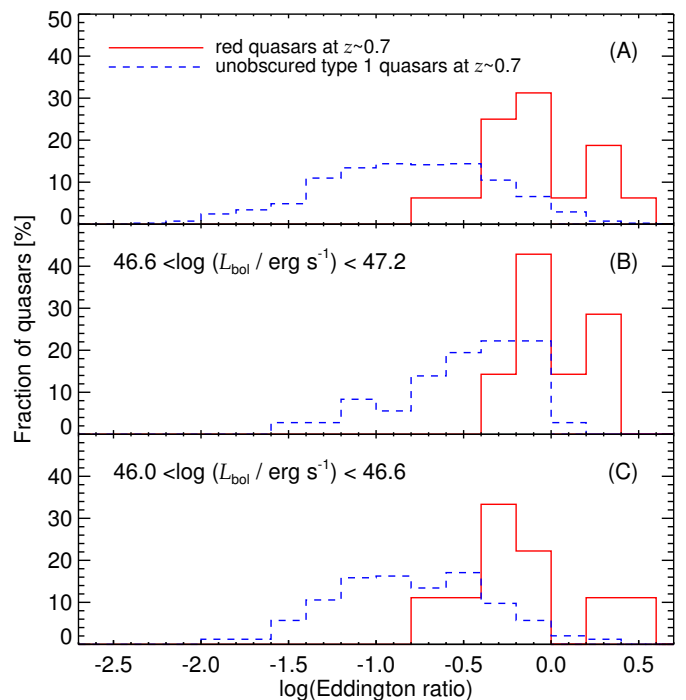 50
red quasars at z~0.7
(A)
unobscured type 1 quasars at z~0.7
40
30
20
10
0
46.6 <log (Lbol / erg s-1) < 47.2
(B)
40
30
20
10
0
46.0 <log (Lbol / erg s-1) < 46.6
(C)
40
30
20
10
0
Fraction of quasars [%]
-2.5 -2.0 -1.5 -1.0 -0.5 0.0 0.5
log(Eddington ratio)